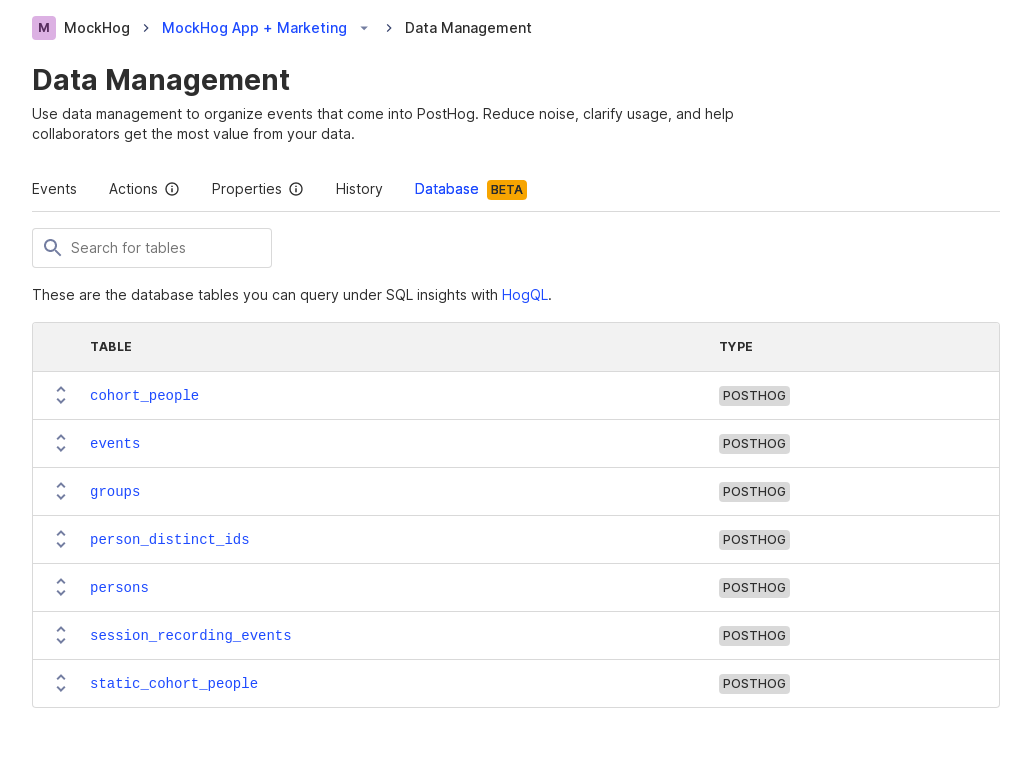 M MockHog MockHog App + Marketing Data Management
Data Management
Use data management to organize events that come into PostHog. Reduce noise, clarify usage, and help
collaborators get the most value from your data.
Events Actions Properties History Database BETA
Search for tables
These are the database tables you can query under SQL insights with HogQL.
TABLE TYPE
cohort_people POSTHOG
events POSTHOG
groups POSTHOG
person_distinct_ids POSTHOG
persons POSTHOG
session_recording_events POSTHOG
static_cohort_people POSTHOG